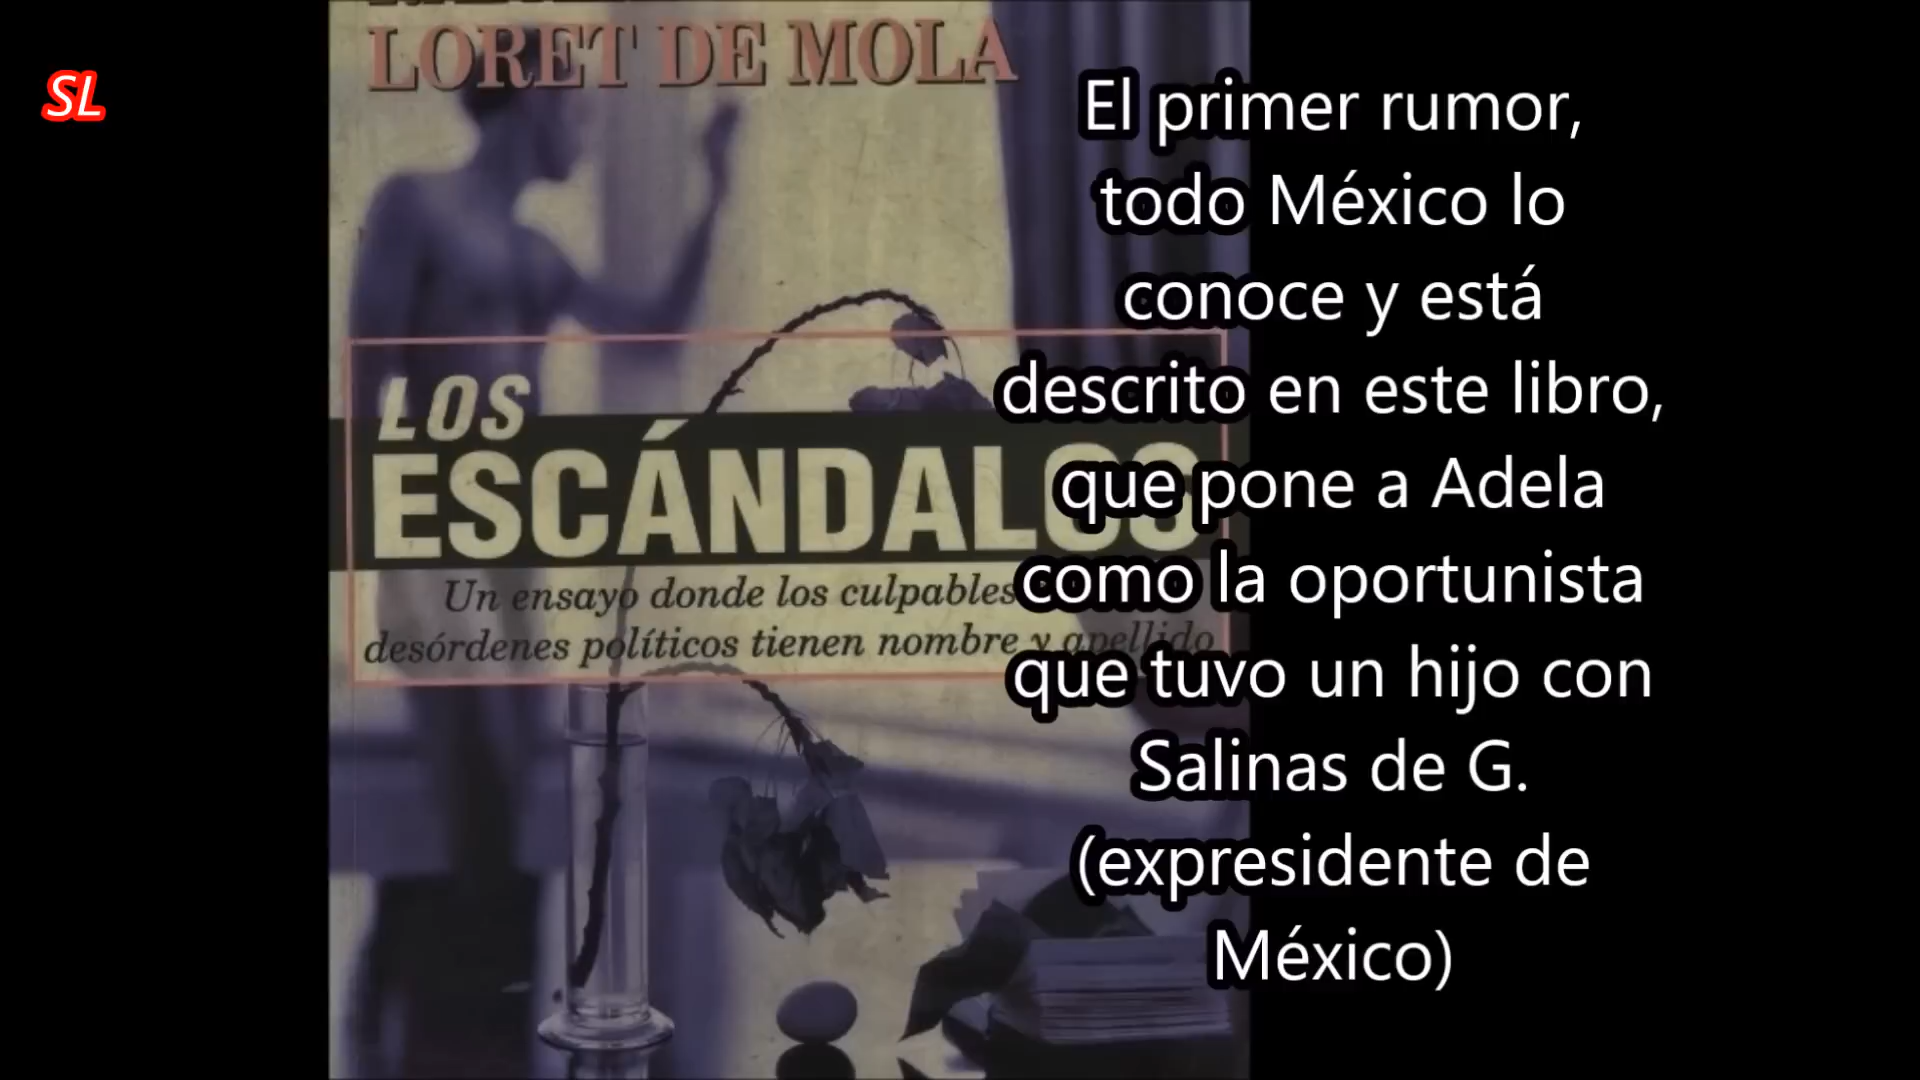 SL
LORET DE MOLA
LOS
ESCÁNDALOS
Un ensayo donde los culpables
desórdenes políticos tienen nombre y apellido
El primer rumor,
todo México lo
conoce y está
descrito en este libro,
que pone a Adela
como la oportunista
que tuvo un hijo con
Salinas de G.
(expresidente de
México)